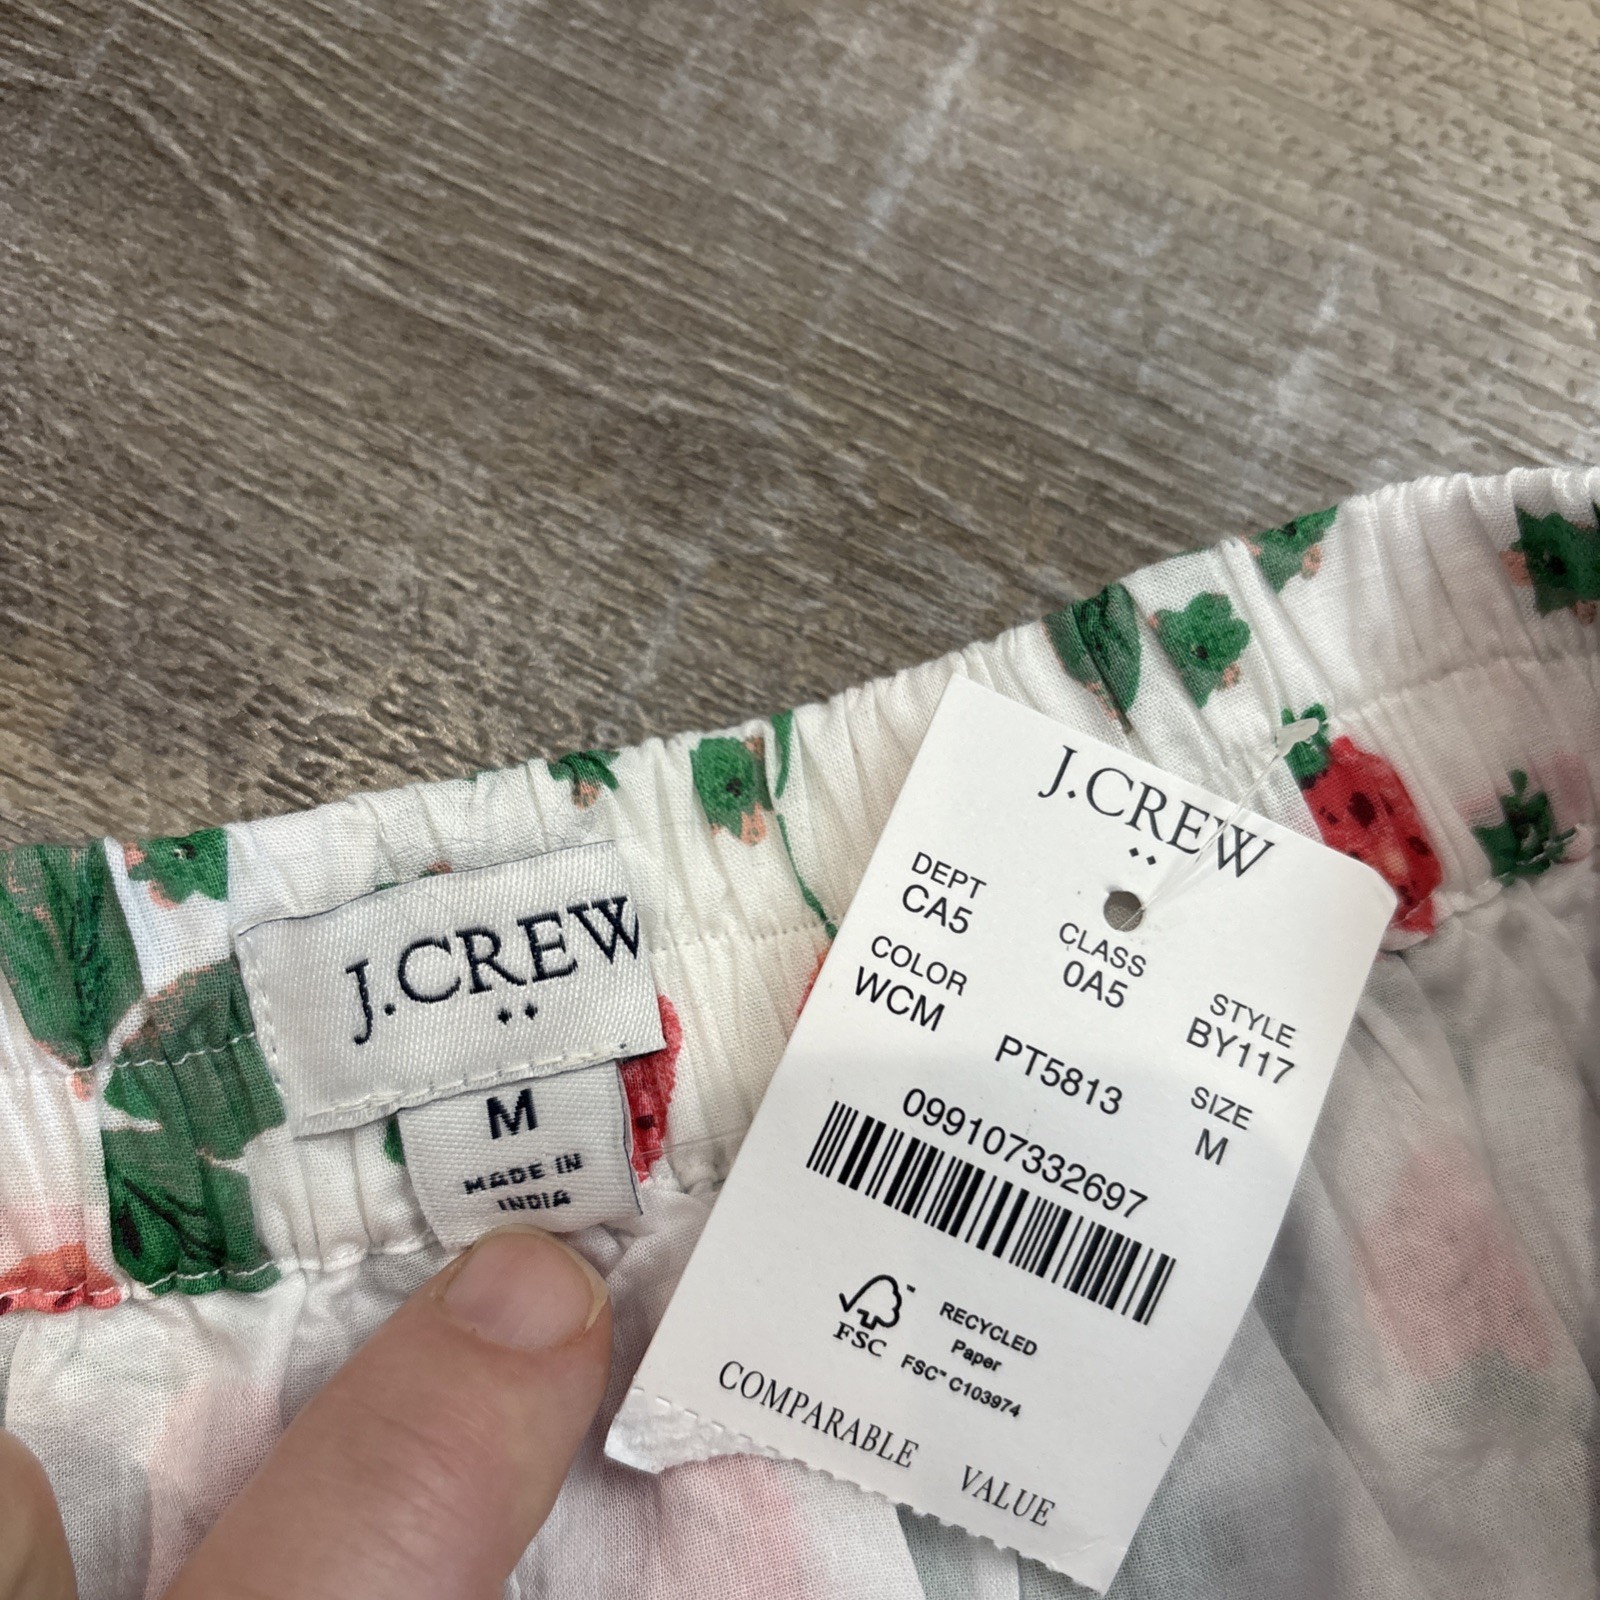 J.CREW
M
MADE IN
INDIA
J.CREW
DEPT
CA5
CLASS
0A5
STYLE
BY117
COLOR
WCM
PT5813
SIZE
M
099107332697
FSC™
RECYCLED
Paper
FSC™ C103974
COMPARABLE VALUE